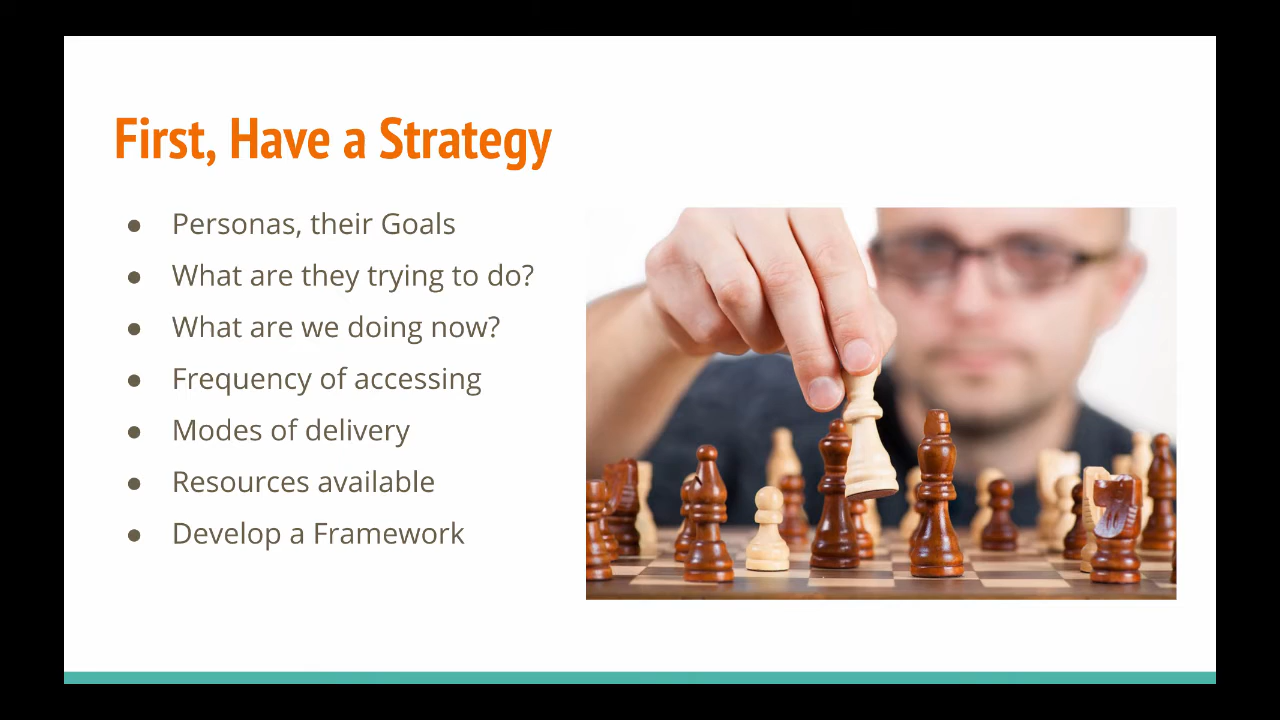 First, Have a Strategy
● Personas, their Goals
● What are they trying to do?
● What are we doing now?
● Frequency of accessing
● Modes of delivery
● Resources available
● Develop a Framework